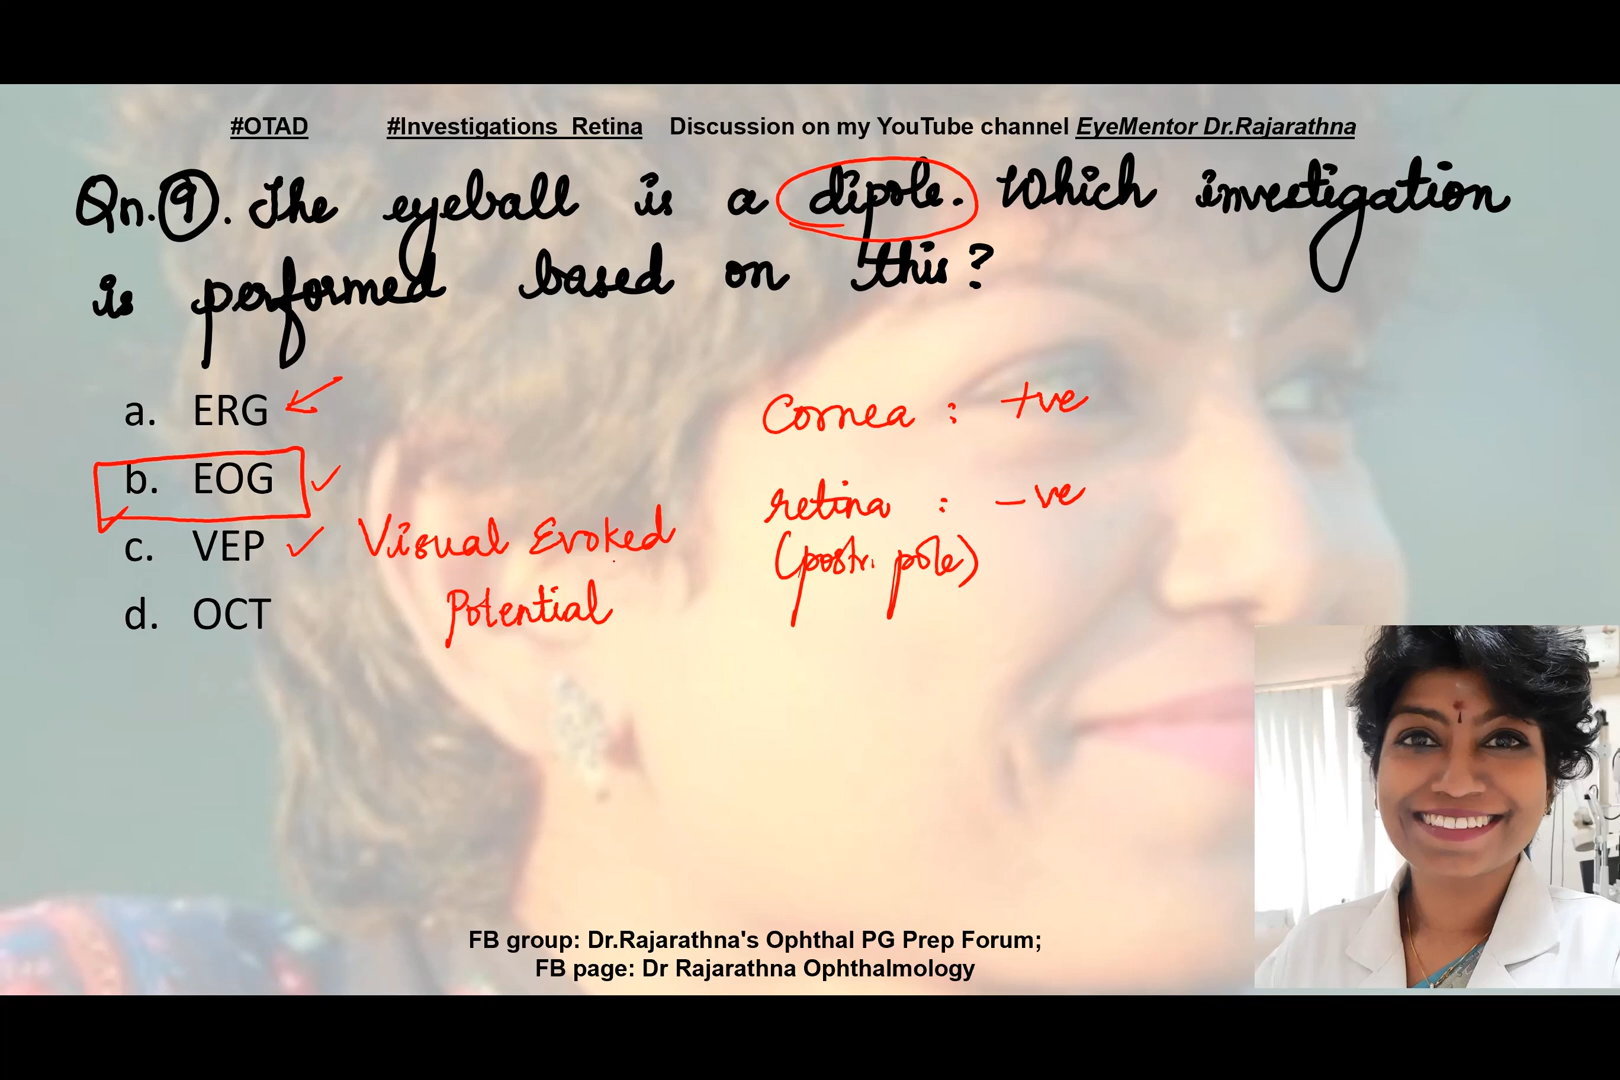 #OTAD #Investigations_Retina Discussion on my YouTube channel EyeMentor Dr.Rajarathna
Qn. 9. The eyeball is a dipole. Which investigation
is performed based on this?
a. ERG
b. EOG
c. VEP Visual Evoked
Potential
d. OCT
Cornea : +ve
retina : -ve
(postr. pole)
FB group: Dr.Rajarathna's Ophthal PG Prep Forum;
FB page: Dr Rajarathna Ophthalmology